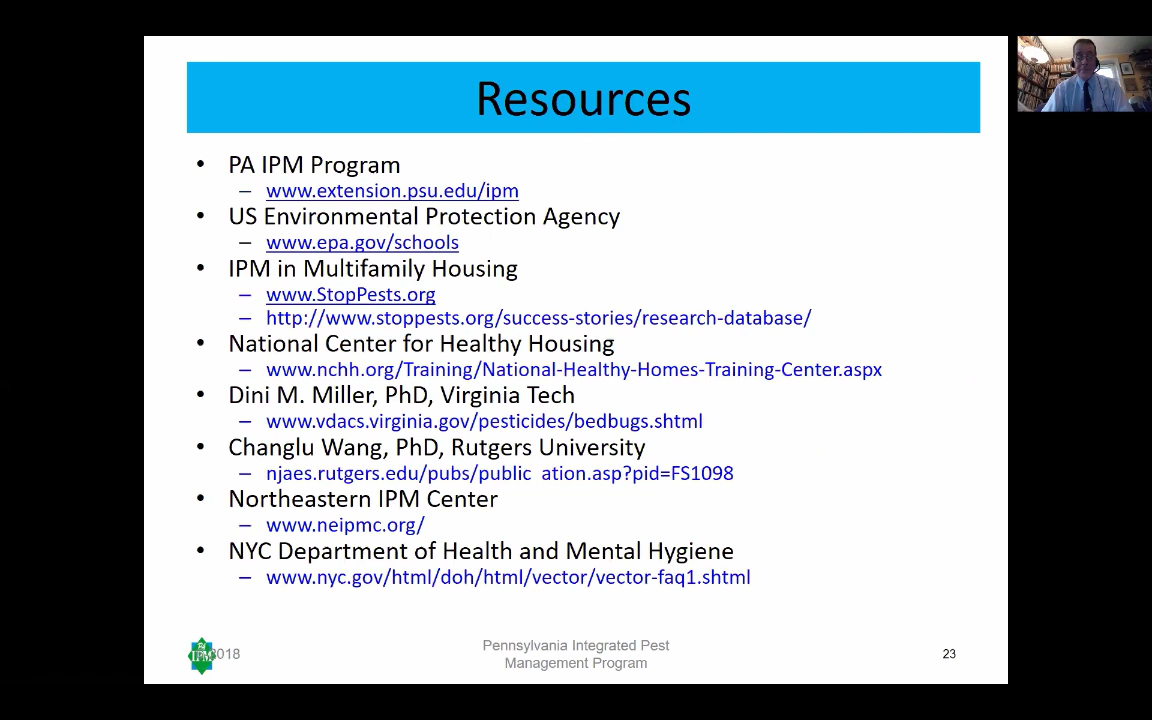 Resources
• PA IPM Program
– www.extension.psu.edu/ipm
• US Environmental Protection Agency
– www.epa.gov/schools
• IPM in Multifamily Housing
– www.StopPests.org
– http://www.stoppests.org/success-stories/research-database/
• National Center for Healthy Housing
– www.nchh.org/Training/National-Healthy-Homes-Training-Center.aspx
• Dini M. Miller, PhD, Virginia Tech
– www.vdacs.virginia.gov/pesticides/bedbugs.shtml
• Changlu Wang, PhD, Rutgers University
– njaes.rutgers.edu/pubs/public ation.asp?pid=FS1098
• Northeastern IPM Center
– www.neipmc.org/
• NYC Department of Health and Mental Hygiene
– www.nyc.gov/html/doh/html/vector/vector-faq1.shtml
IPM
2018
Pennsylvania Integrated Pest
Management Program
23